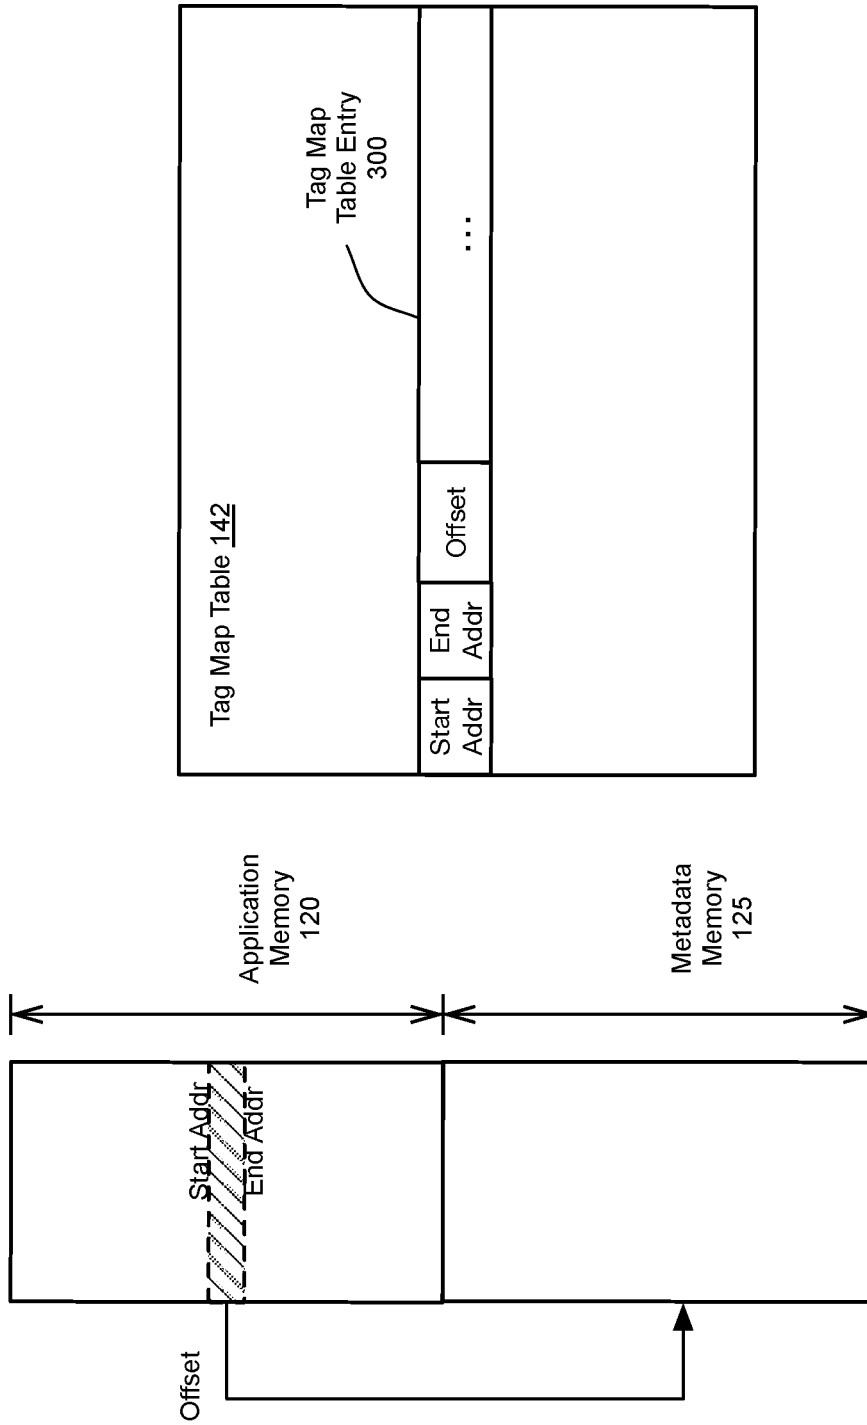 Offset
Start Addr
End Addr
Application
Memory
120
Metadata
Memory
125
Tag Map Table 142
Start
Addr
End
Addr
Offset
...
Tag Map
Table Entry
300